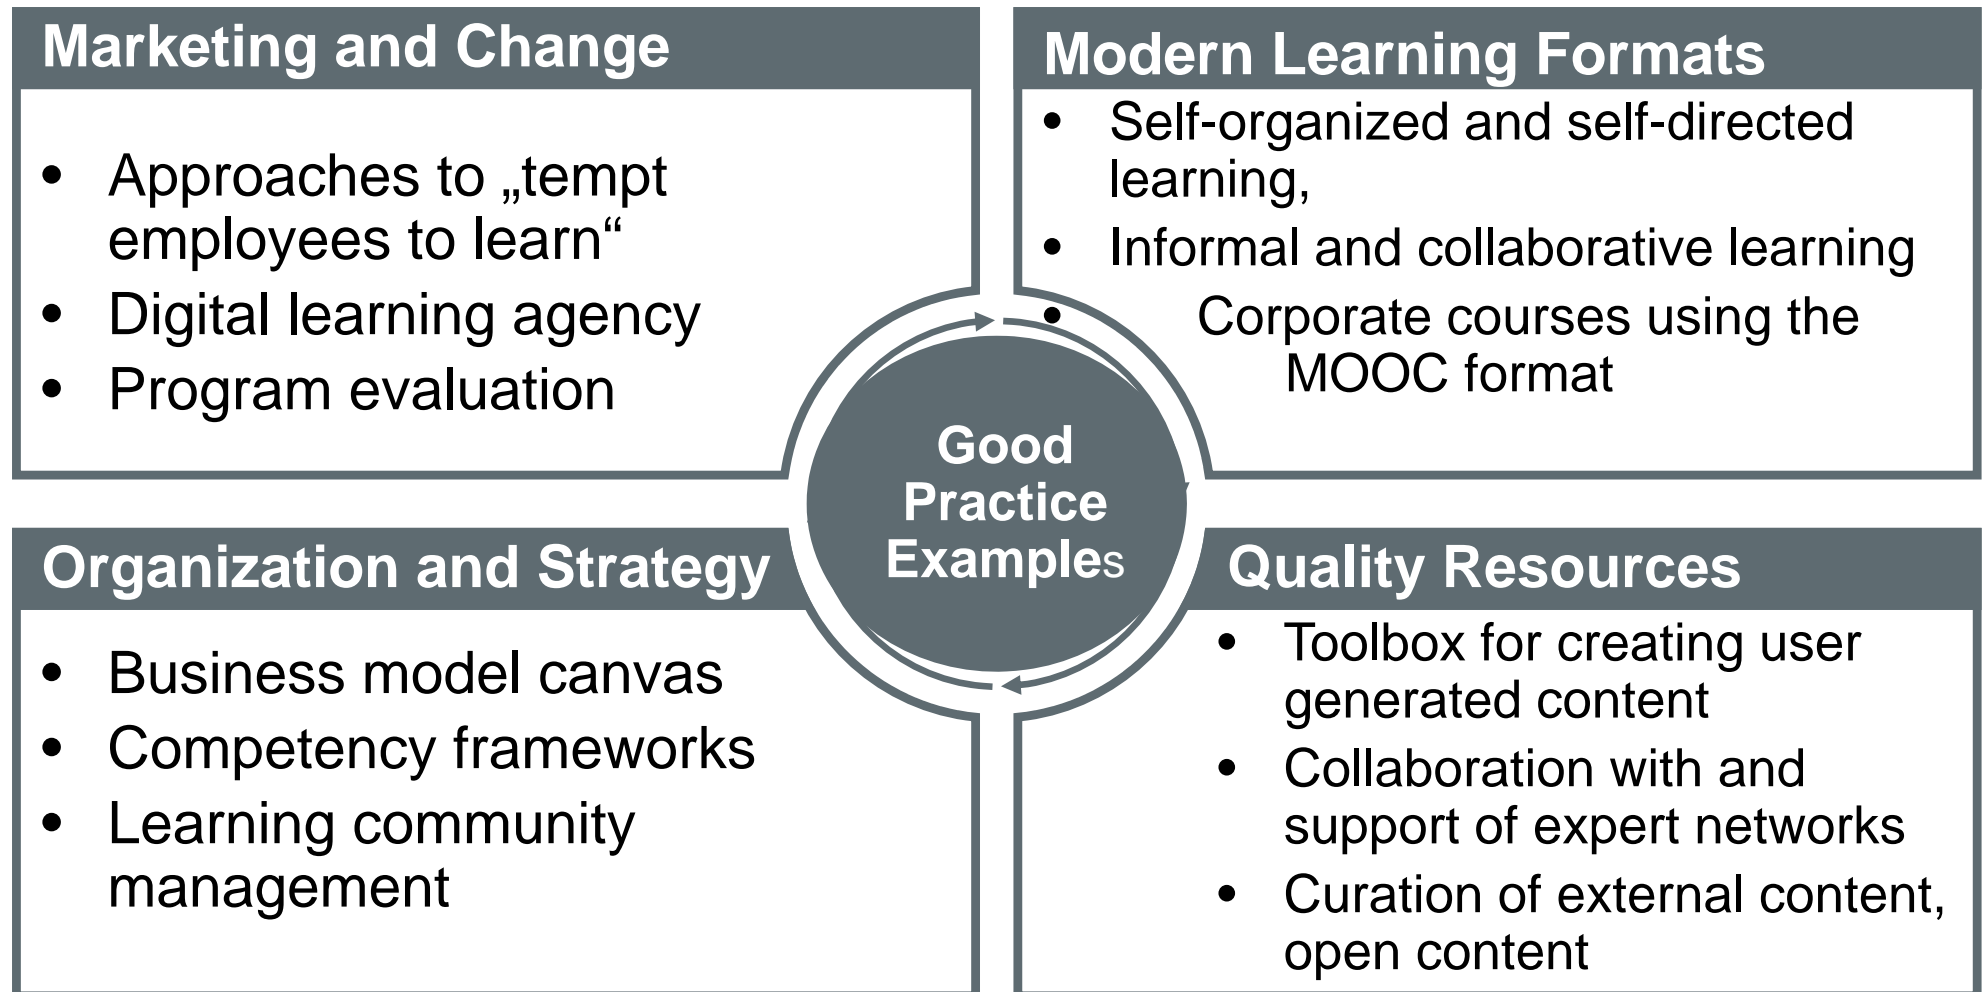 Marketing and Change
• Approaches to „tempt
employees to learn“
• Digital learning agency
• Program evaluation
Modern Learning Formats
• Self-organized and self-directed
learning,
• Informal and collaborative learning
• Corporate courses using the
MOOC format
Good
Practice
Examples
Organization and Strategy
• Business model canvas
• Competency frameworks
• Learning community
management
Quality Resources
• Toolbox for creating user
generated content
• Collaboration with and
support of expert networks
• Curation of external content,
open content